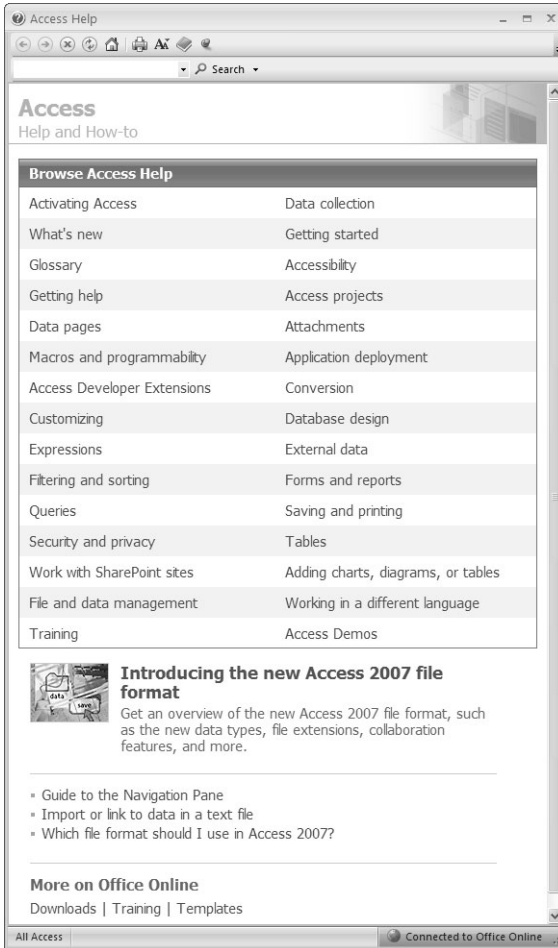 Access Help
Search
Access
Help and How-to
Browse Access Help
Activating Access
Data collection
What's new
Getting started
Glossary
Accessibility
Getting help
Access projects
Data pages
Attachments
Macros and programmability
Application deployment
Access Developer Extensions
Conversion
Customizing
Database design
Expressions
External data
Filtering and sorting
Forms and reports
Queries
Saving and printing
Security and privacy
Tables
Work with SharePoint sites
Adding charts, diagrams, or tables
File and data management
Working in a different language
Training
Access Demos
data
save
Introducing the new Access 2007 file
format
Get an overview of the new Access 2007 file format, such
as the new data types, file extensions, collaboration
features, and more.
Guide to the Navigation Pane
Import or link to data in a text file
Which file format should I use in Access 2007?
More on Office Online
Downloads | Training | Templates
All Access
Connected to Office Online